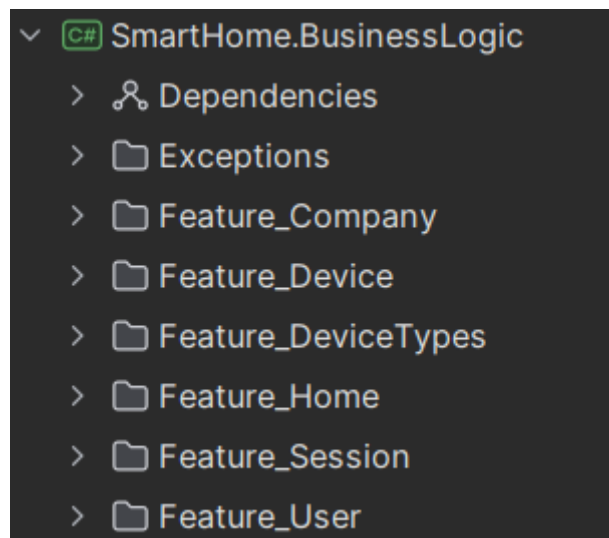 C# SmartHome.BusinessLogic
Dependencies
Exceptions
Feature_Company
Feature_Device
Feature_DeviceTypes
Feature_Home
Feature_Session
Feature_User